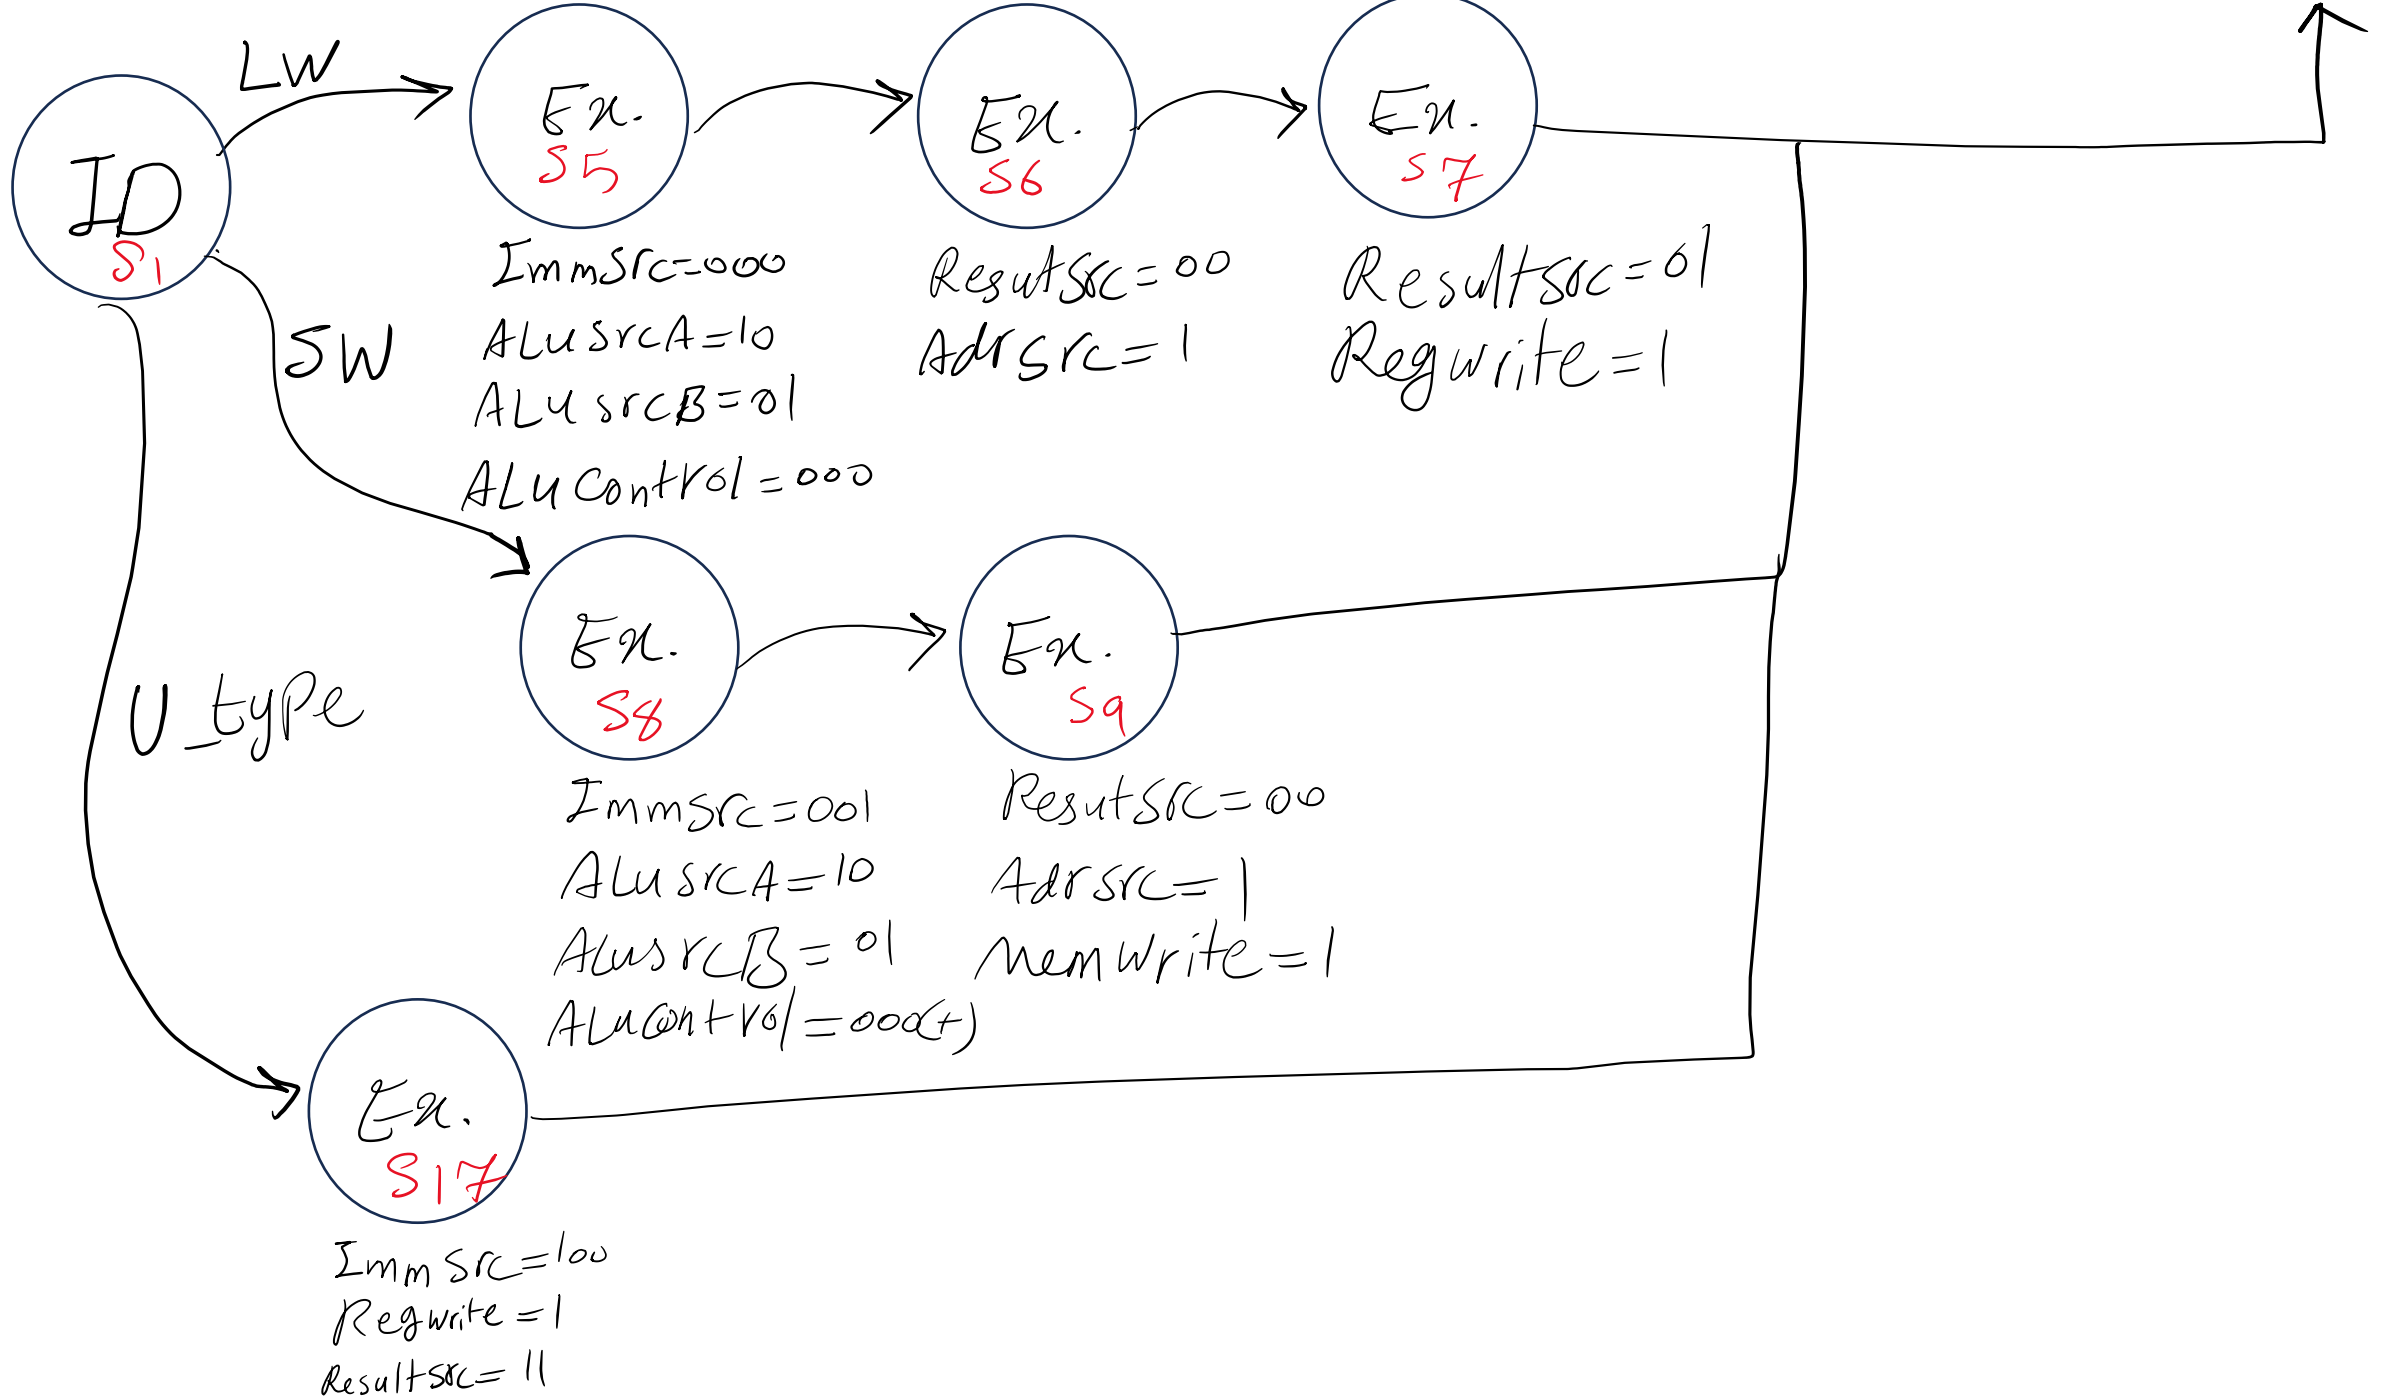 LW
ID
S1
Ex.
S5
Ex.
S6
Ex.
S7
ImmSrc=000
ALUSrcA=10
ALUSrcB=01
ALUControl=000
ResutSrc=00
AdrSrc=1
ResultSrc=01
Regwrite=1
SW
Ex.
S8
Ex.
S9
ImmSrc=001
ALUSrcA=10
ALUSrcB=01
ALUControl=000(+)
ResutSrc=00
AdrSrc=1
MemWrite=1
U_type
Ex.
S17
ImmSrc=100
Regwrite=1
ResultSrc=11